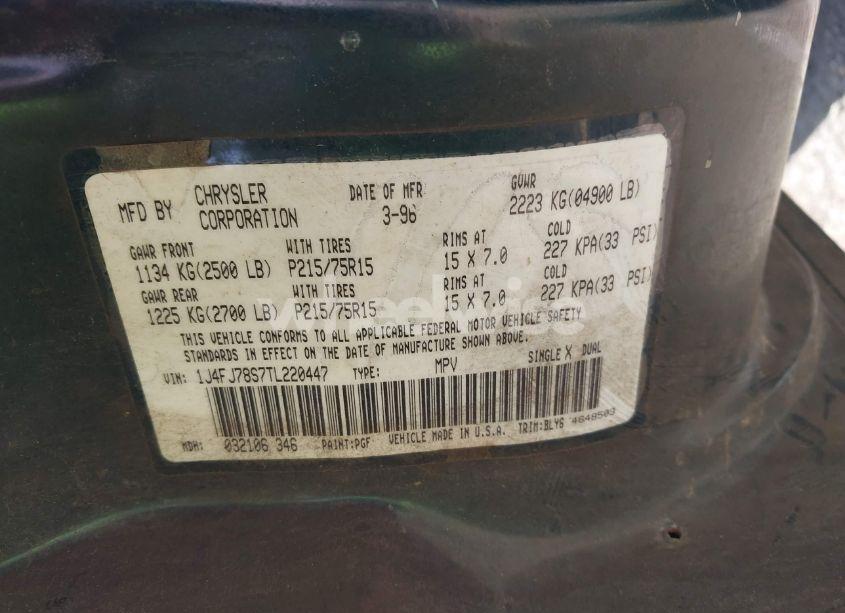 MFD BY CHRYSLER CORPORATION DATE OF MFR 3-96 GVWR 2223 KG(04900 LB)
GAWR FRONT WITH TIRES RIMS AT COLD
1134 KG(2500 LB) P215/75R15 15 X 7.0 227 KPA(33 PSI)
GAWR REAR WITH TIRES RIMS AT COLD
1225 KG(2700 LB) P215/75R15 15 X 7.0 227 KPA(33 PSI)
THIS VEHICLE CONFORMS TO ALL APPLICABLE FEDERAL MOTOR VEHICLE SAFETY
STANDARDS IN EFFECT ON THE DATE OF MANUFACTURE SHOWN ABOVE.
VIN: 1J4FJ78S7TL220447 TYPE: MPV SINGLE X DUAL
MDH: 032106 346 PAINT:PGF VEHICLE MADE IN U.S.A. TRIM:BLY6 4648503